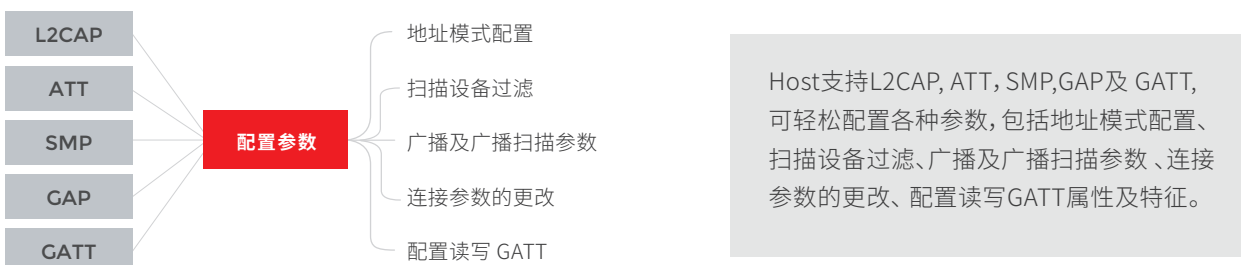 L2CAP
ATT
SMP
GAP
GATT
配置参数
地址模式配置
扫描设备过滤
广播及广播扫描参数
连接参数的更改
配置读写 GATT
Host支持L2CAP, ATT，SMP,GAP及 GATT,
可轻松配置各种参数，包括地址模式配置、
扫描设备过滤、广播及广播扫描参数 、连接
参数的更改、配置读写GATT属性及特征。